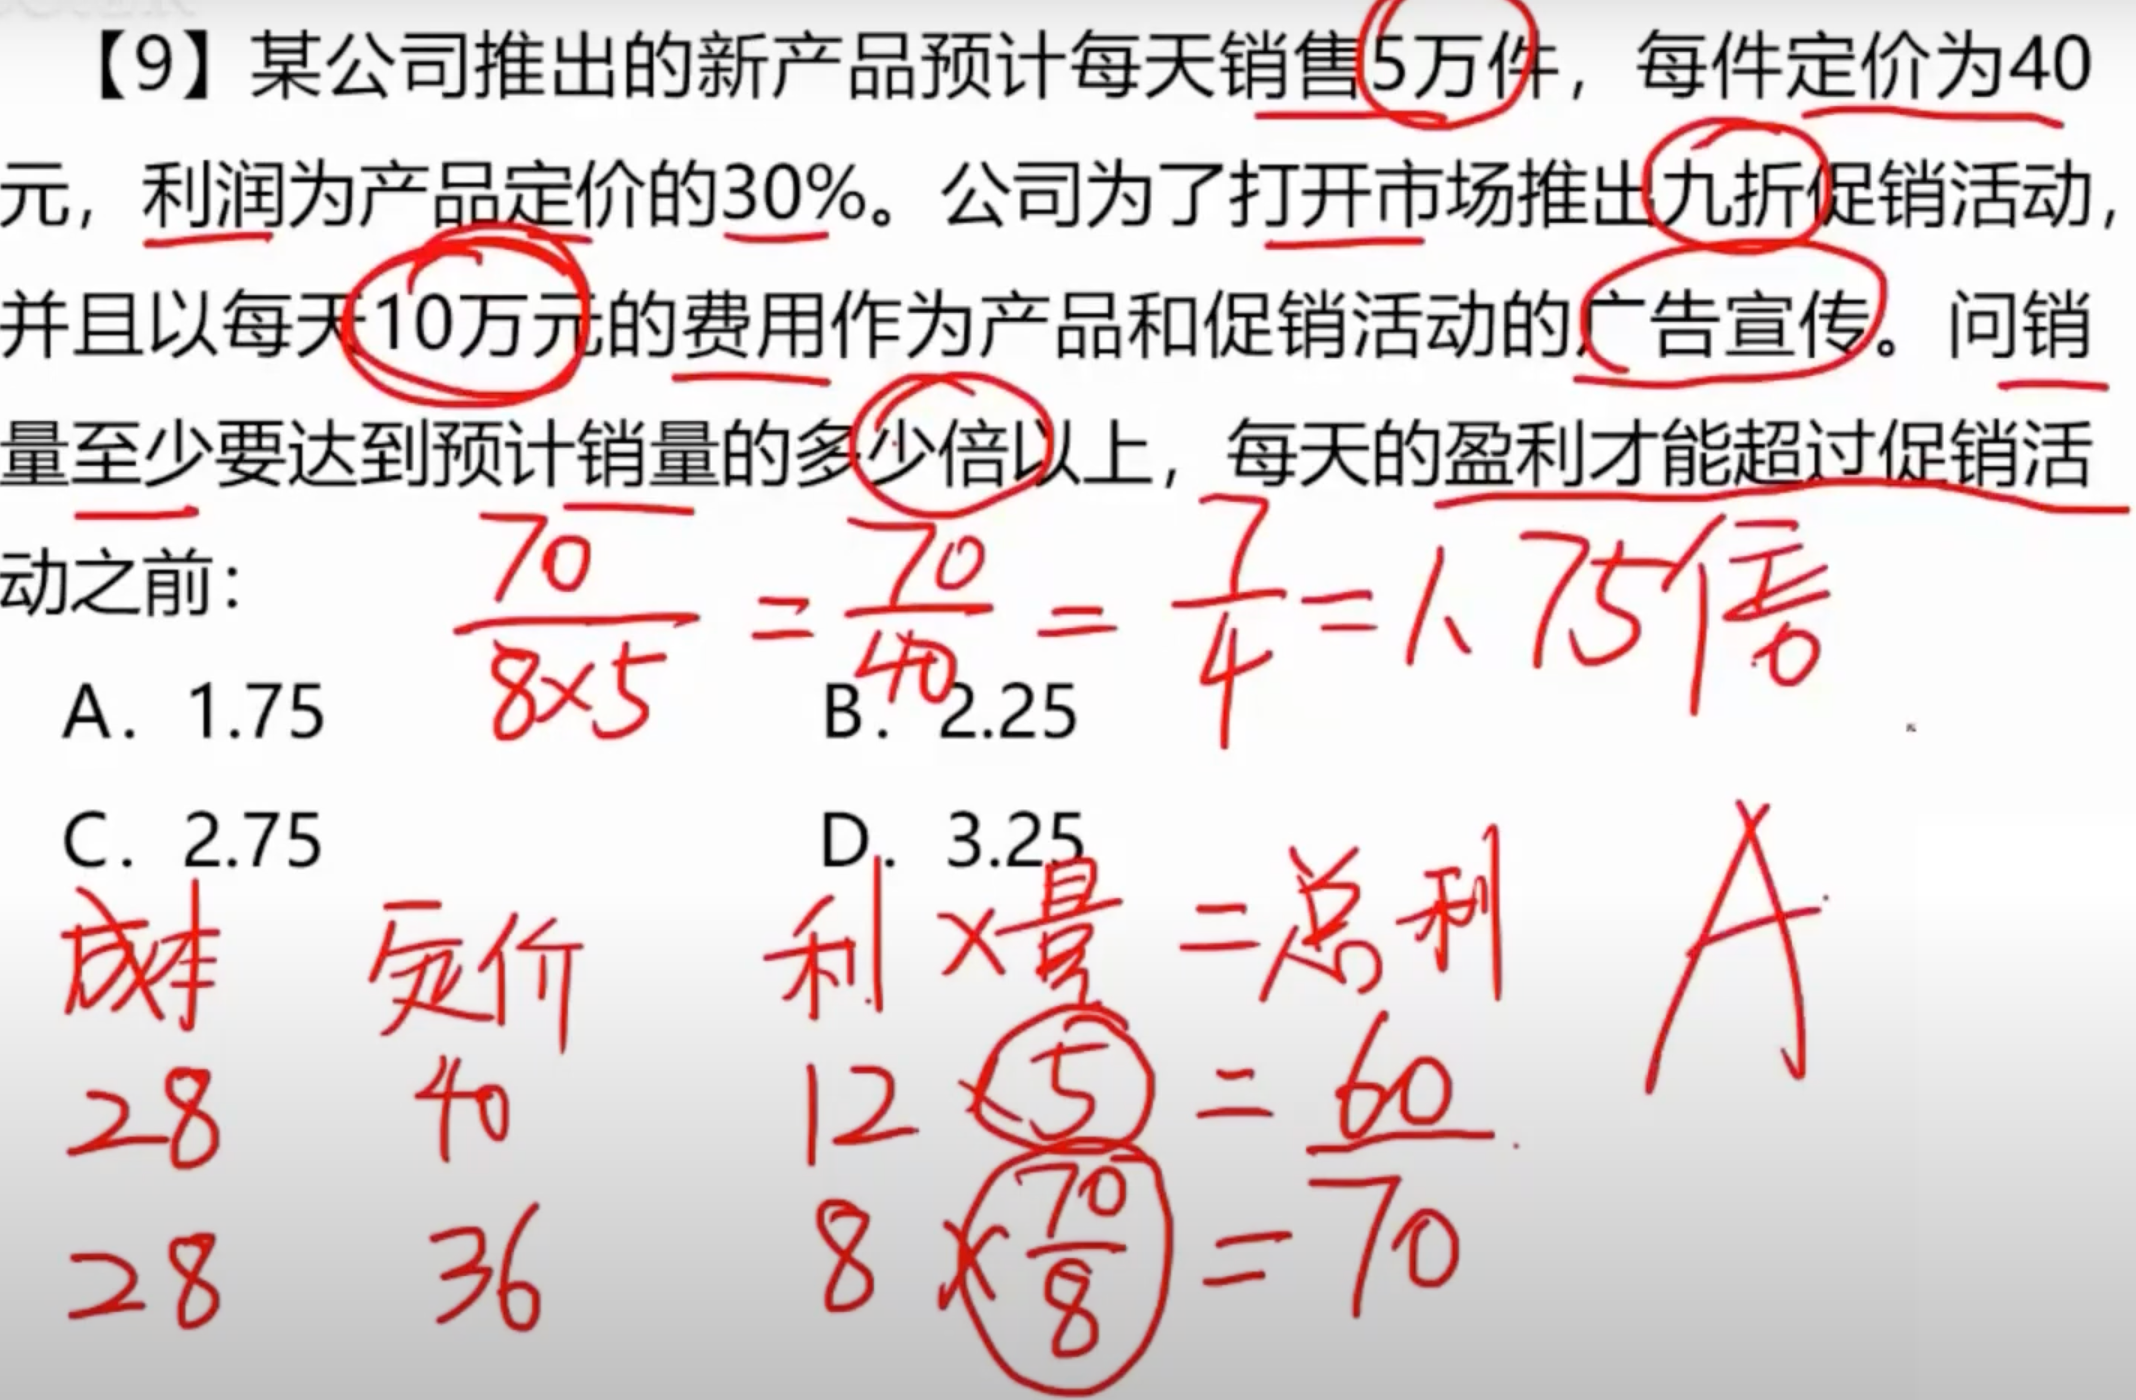 【9】某公司推出的新产品预计每天销售5万件，每件定价为40
元，利润为产品定价的30%。公司为了打开市场推出九折促销活动，
并且以每天10万元的费用作为产品和促销活动的广告宣传。问销
量至少要达到预计销量的多少倍以上，每天的盈利才能超过促销活
动之前：
70/8×5 = 70/40 = 7/4 = 1.75倍
A. 1.75 B. 2.25
C. 2.75 D. 3.25
成本 定价 利×量=总利 A
28 40 12×5=60
28 36 8×70/8=70